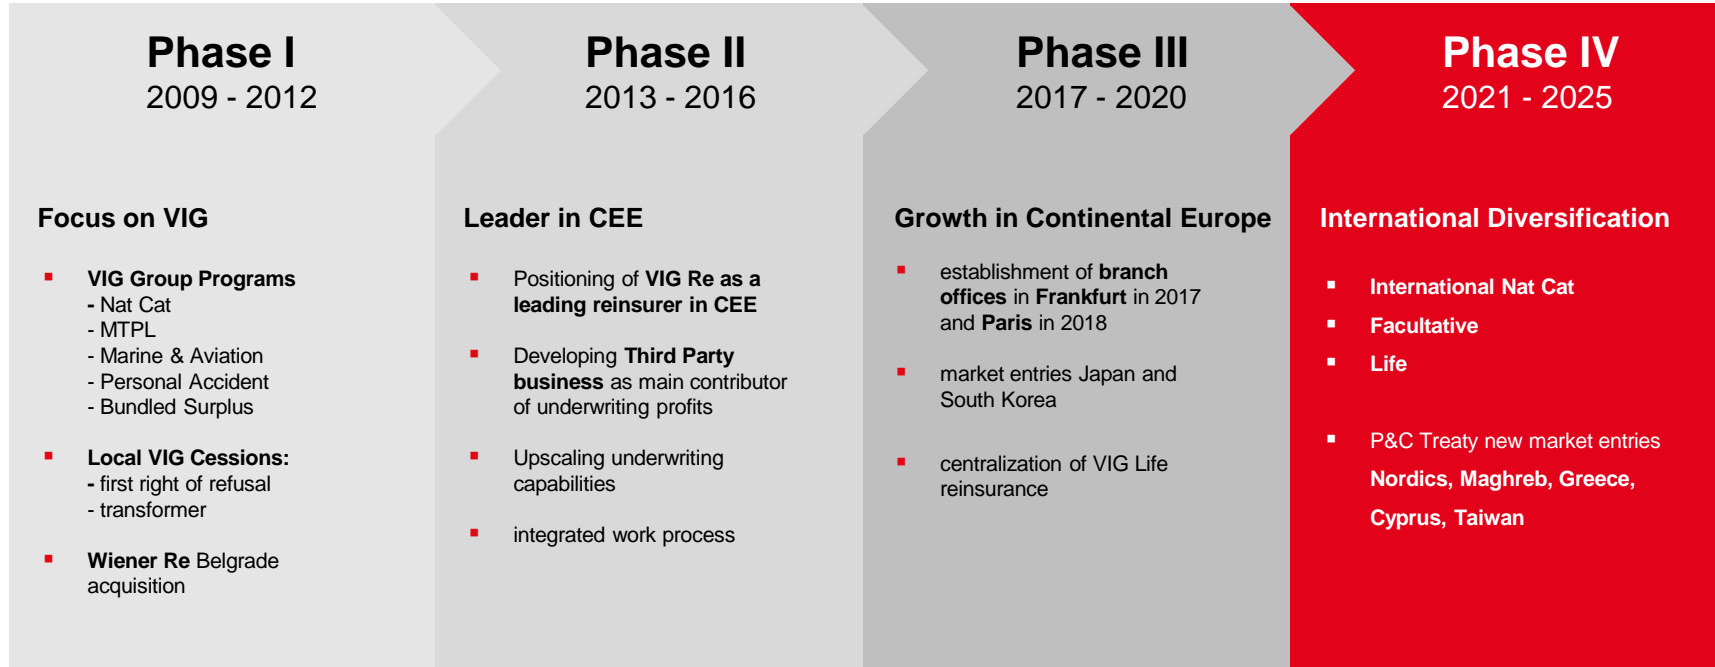 Phase I
2009 - 2012
Focus on VIG
VIG Group Programs
- Nat Cat
- MTPL
- Marine & Aviation
- Personal Accident
- Bundled Surplus
Local VIG Cessions:
- first right of refusal
- transformer
Wiener Re Belgrade
acquisition
Phase II
2013 - 2016
Leader in CEE
Positioning of VIG Re as a
leading reinsurer in CEE
Developing Third Party
business as main contributor
of underwriting profits
Upscaling underwriting
capabilities
integrated work process
Phase III
2017 - 2020
Growth in Continental Europe
establishment of branch
offices in Frankfurt in 2017
and Paris in 2018
market entries Japan and
South Korea
centralization of VIG Life
reinsurance
Phase IV
2021 - 2025
International Diversification
International Nat Cat
Facultative
Life
P&C Treaty new market entries
Nordics, Maghreb, Greece,
Cyprus, Taiwan